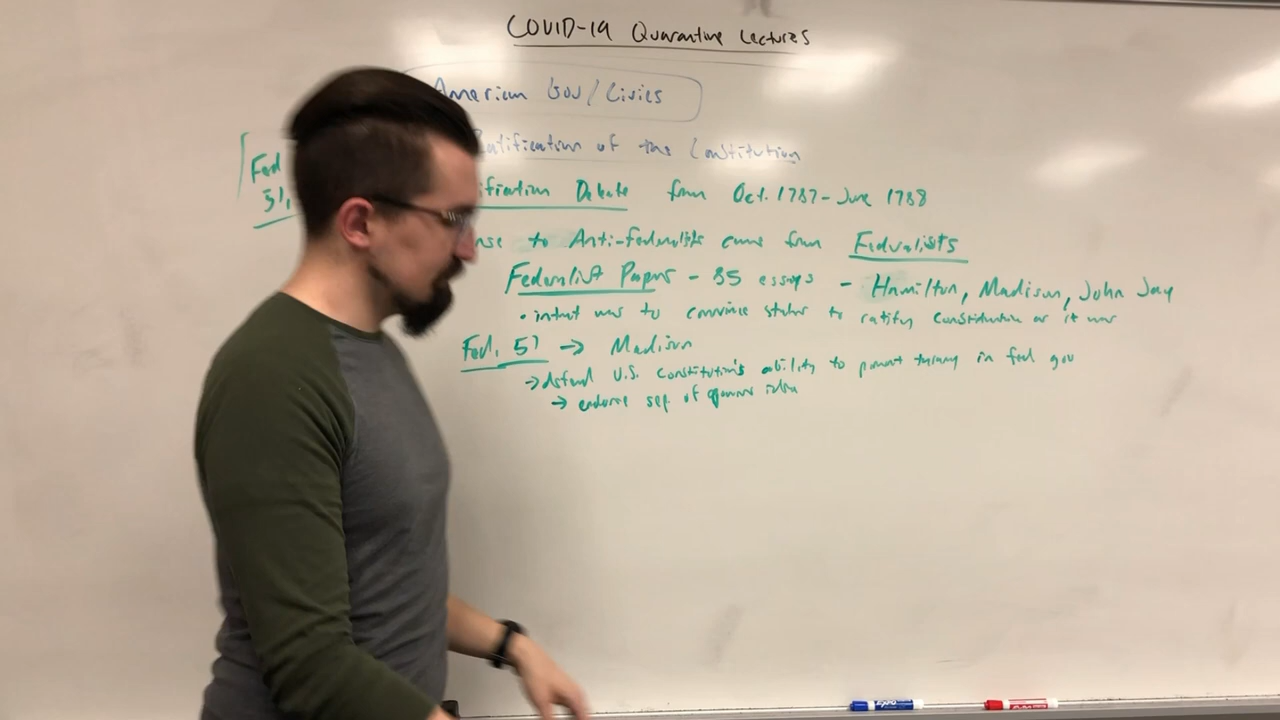 COVID-19 Quarantine Lectures
American Gov/Civics
Ratification of the Constitution
Fed
51,
ification Debate from Oct. 1787-June 1788
nse to Anti-federalists came from Federalists
Federalist Papers - 85 essays - Hamilton, Madison, John Jay
• intent was to convince states to ratify Constitution as it was
Fed. 51 → Madison
→ defend U.S. Constitution's ability to prevent tyranny in fed gov
→ endorse sep. of powers idea
expo